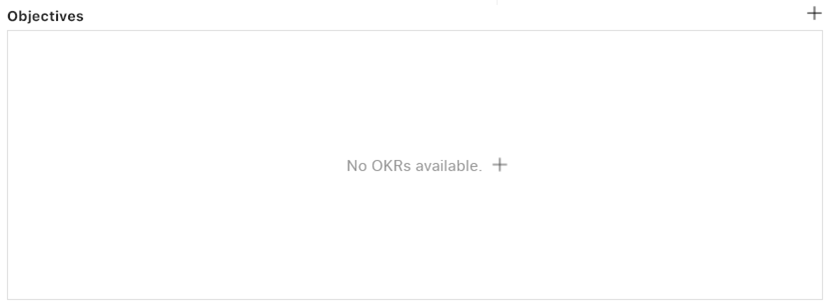 Objectives
No OKRs available.